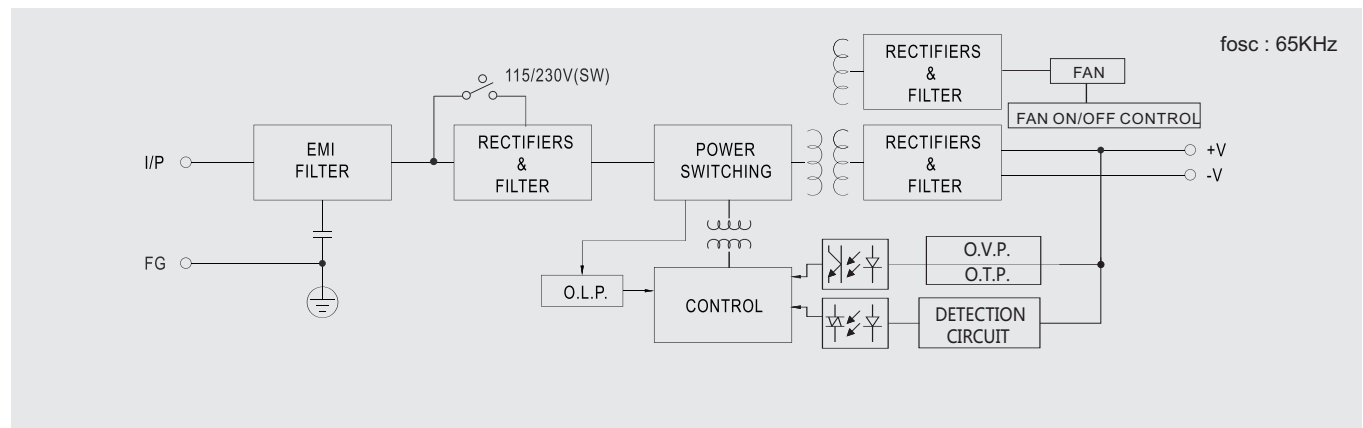 fosc : 65KHz
RECTIFIERS
&
FILTER
FAN
FAN ON/OFF CONTROL
115/230V(SW)
I/P
EMI
FILTER
RECTIFIERS
&
FILTER
POWER
SWITCHING
RECTIFIERS
&
FILTER
+V
-V
FG
O.L.P.
CONTROL
O.V.P.
O.T.P.
DETECTION
CIRCUIT